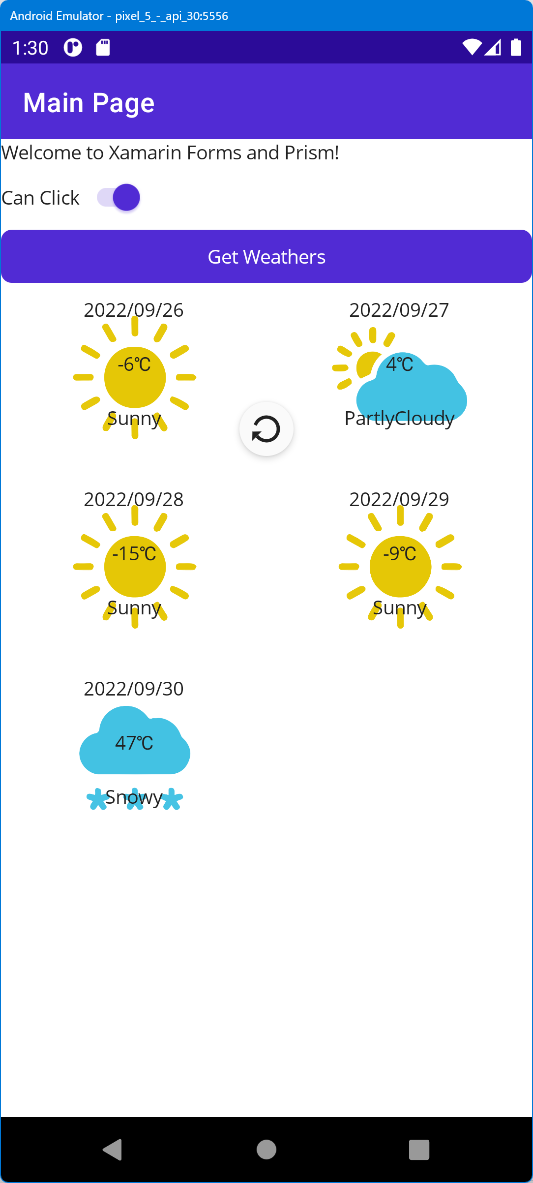 Android Emulator - pixel_5_-_api_30:5556
1:30
Main Page
Welcome to Xamarin Forms and Prism!
Can Click
Get Weathers
2022/09/26
-6℃
Sunny
2022/09/27
4℃
PartlyCloudy
2022/09/28
-15℃
Sunny
2022/09/29
-9℃
Sunny
2022/09/30
47℃
Snowy